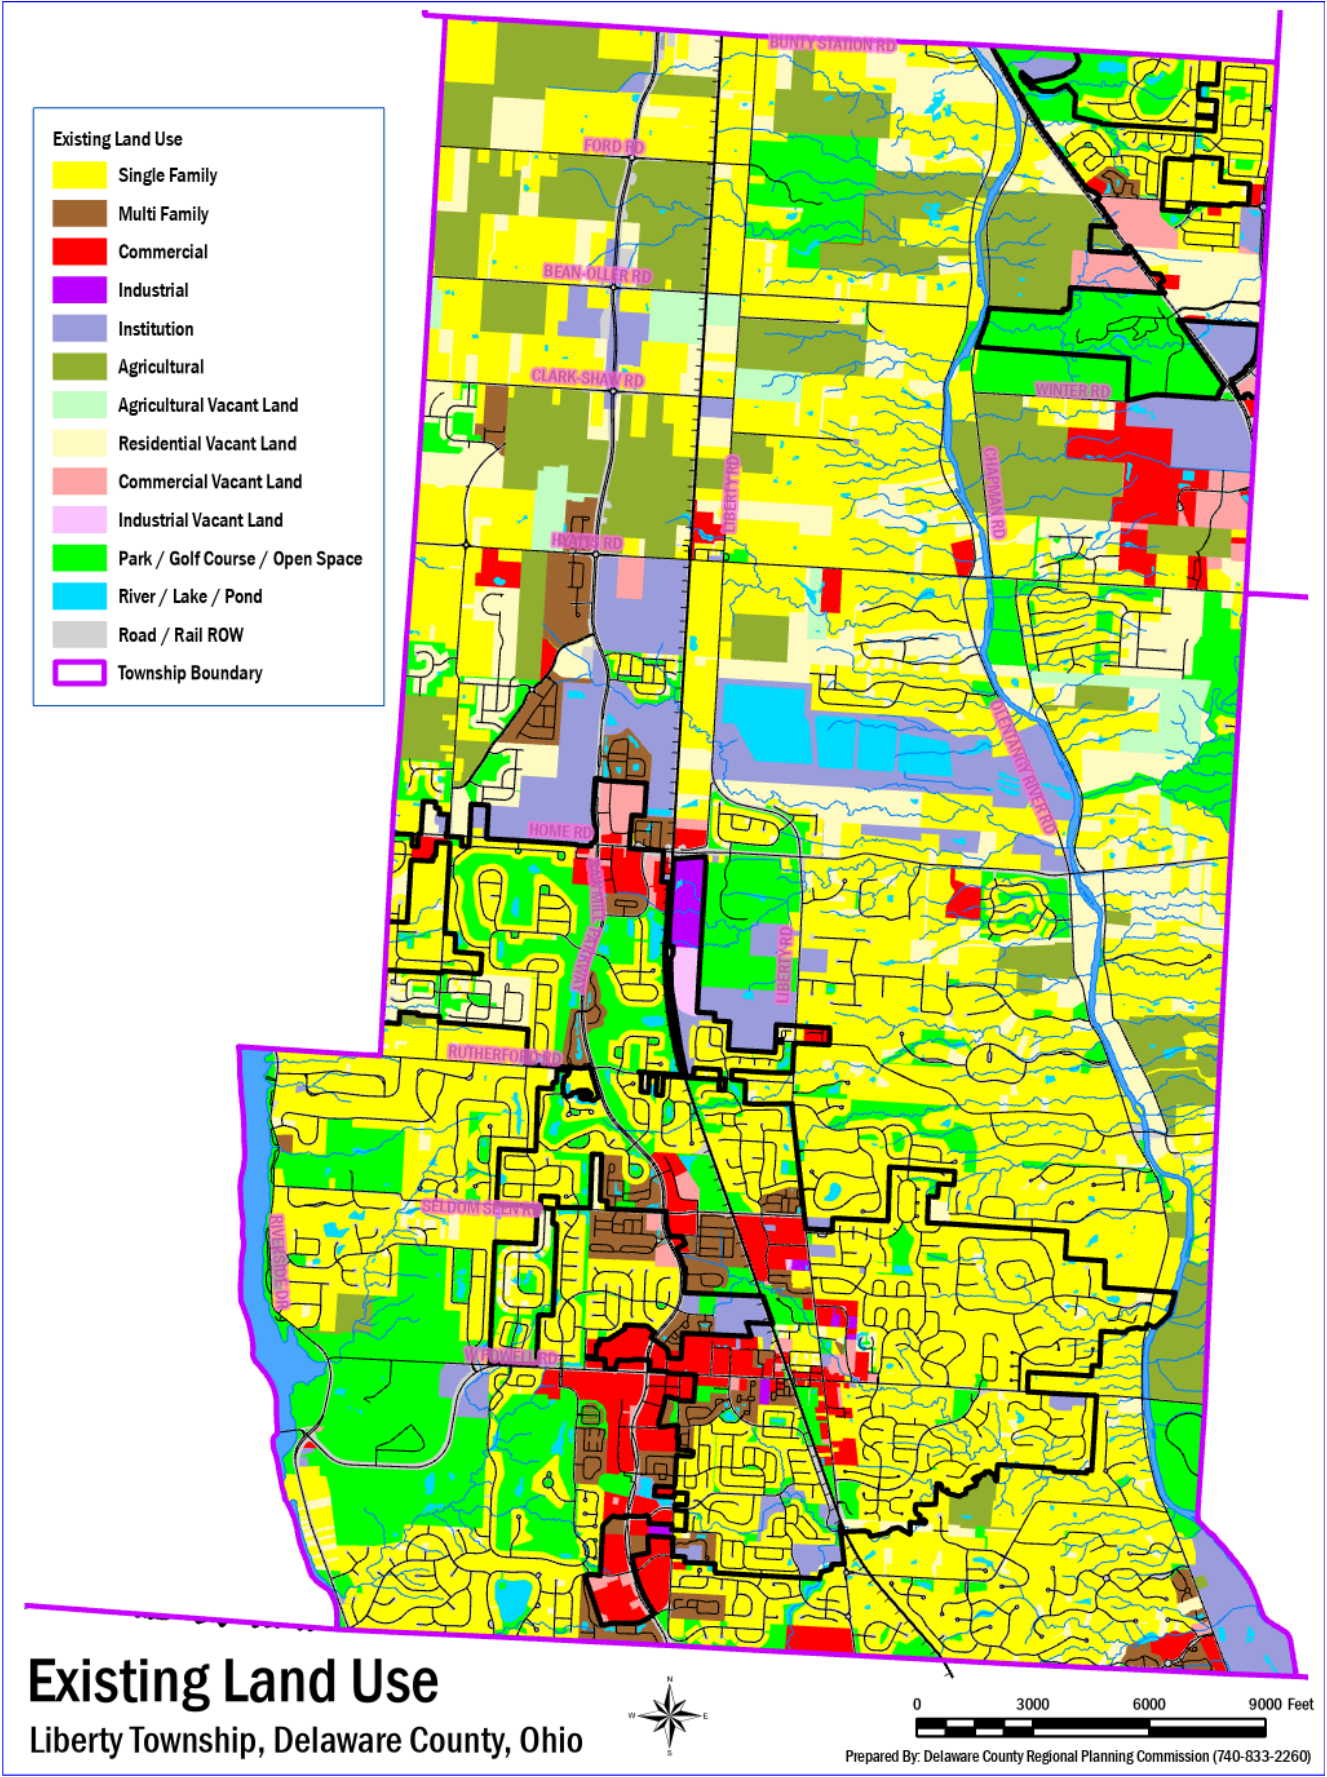 BUNTY STATION RD
Existing Land Use
Single Family
Multi Family
Commercial
Industrial
Institution
Agricultural
Agricultural Vacant Land
Residential Vacant Land
Commercial Vacant Land
Industrial Vacant Land
Park / Golf Course / Open Space
River / Lake / Pond
Road / Rail ROW
Township Boundary
FORD RD
BEAN-OLLER RD
CLARK-SHAW RD
WINTER RD
LIBERTY RD
CHAPMAN RD
HYATTS RD
OLENTANGY RIVER RD
HOME RD
SAWMILL PARKWAY
LIBERTY RD
RUTHERFORD RD
SELDOM SEEN RD
RIVERSIDE DR
W POWELL RD
Existing Land Use
Liberty Township, Delaware County, Ohio
N
W
E
S
0 3000 6000 9000 Feet
Prepared By: Delaware County Regional Planning Commission (740-833-2260)